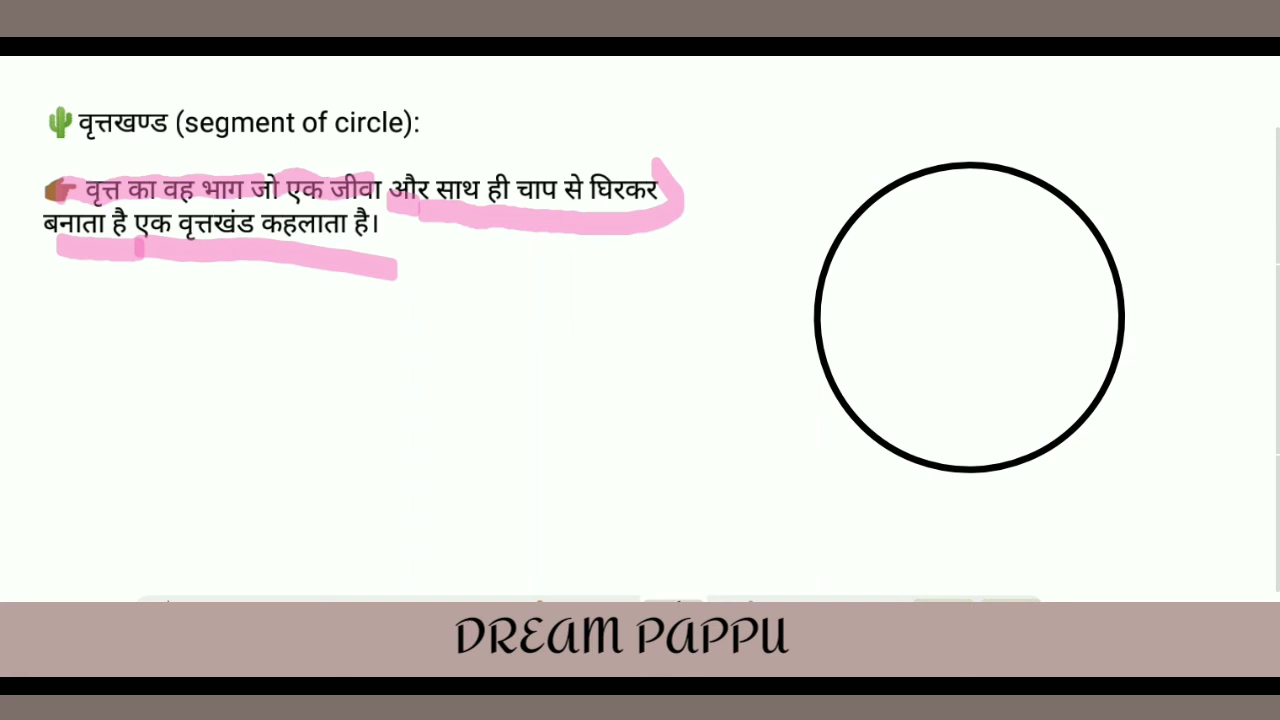 🌵वृत्तखण्ड (segment of circle):
👉🏾 वृत्त का वह भाग जो एक जीवा और साथ ही चाप से घिरकर
बनाता है एक वृत्तखंड कहलाता है।
DREAM PAPPU